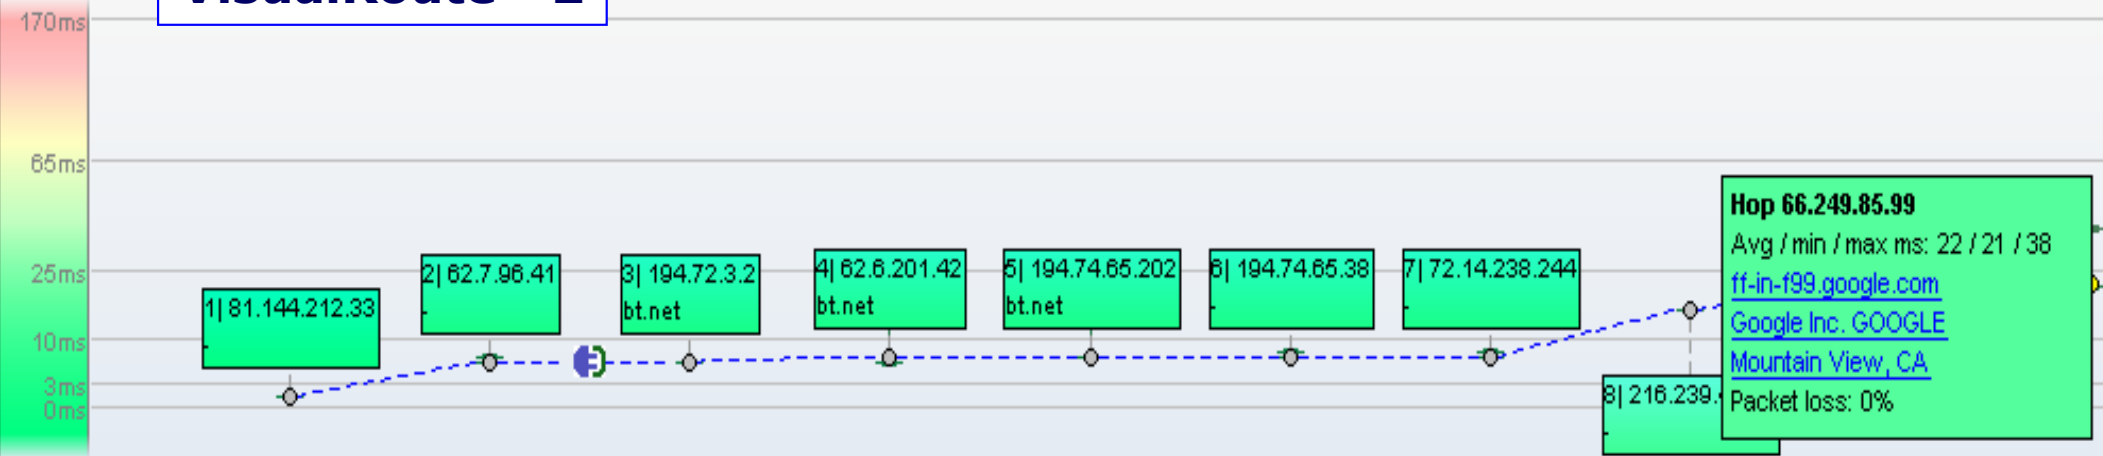 VisualRoute - 2
170ms
65ms
25ms
10ms
3ms
0ms
1| 81.144.212.33
-
2| 62.7.96.41
-
3| 194.72.3.2
bt.net
4| 62.6.201.42
bt.net
5| 194.74.65.202
bt.net
6| 194.74.65.38
-
7| 72.14.238.244
-
8| 216.239.
-
Hop 66.249.85.99
Avg / min / max ms: 22 / 21 / 38
ff-in-f99.google.com
Google Inc. GOOGLE
Mountain View, CA
Packet loss: 0%